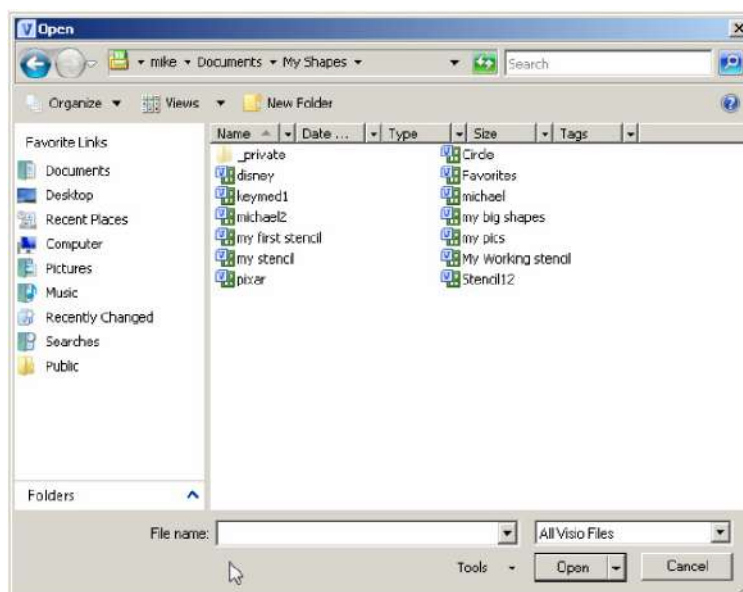 Open
mike Documents My Shapes Search
Organize Views New Folder
Favorite Links
Documents
Desktop
Recent Places
Computer
Pictures
Music
Recently Changed
Searches
Public
Folders
Name Date ... Type Size Tags
_private Circle
disney Favorites
keymed1 michael
michael2 my big shapes
my first stencil my pics
my stencil My Working stencil
pixar Stencil12
File name: All Visio Files
Tools Open Cancel